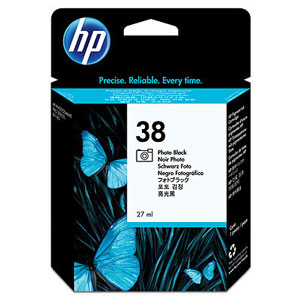 hp
Precise. Reliable. Every time.
38
Photo Black
Noir Photo
Schwarz Foto
Negro Fotográfico
フォトブラック
포토 검정
亮光黑
27 ml